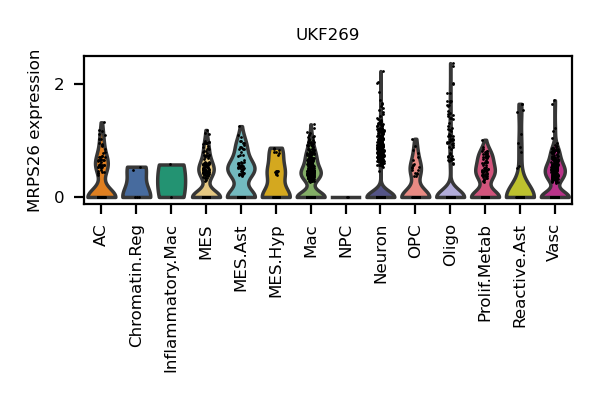 UKF269
MRPS26 expression
2
0
AC
Chromatin.Reg
Inflammatory.Mac
MES
MES.Ast
MES.Hyp
Mac
NPC
Neuron
OPC
Oligo
Prolif.Metab
Reactive.Ast
Vasc